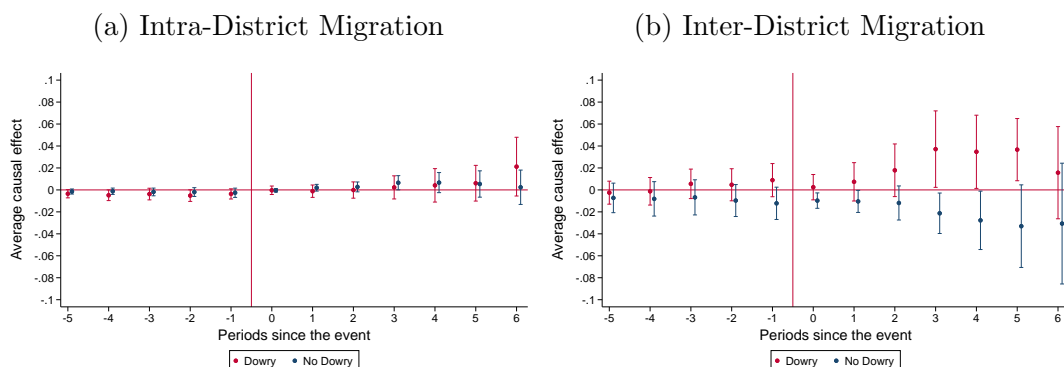 (a) Intra-District Migration
.1
.08
.06
.04
.02
0
-.02
-.04
-.06
-.08
-.1
Average causal effect
-5 -4 -3 -2 -1 0 1 2 3 4 5 6
Periods since the event
Dowry No Dowry
(b) Inter-District Migration
.1
.08
.06
.04
.02
0
-.02
-.04
-.06
-.08
-.1
Average causal effect
-5 -4 -3 -2 -1 0 1 2 3 4 5 6
Periods since the event
Dowry No Dowry